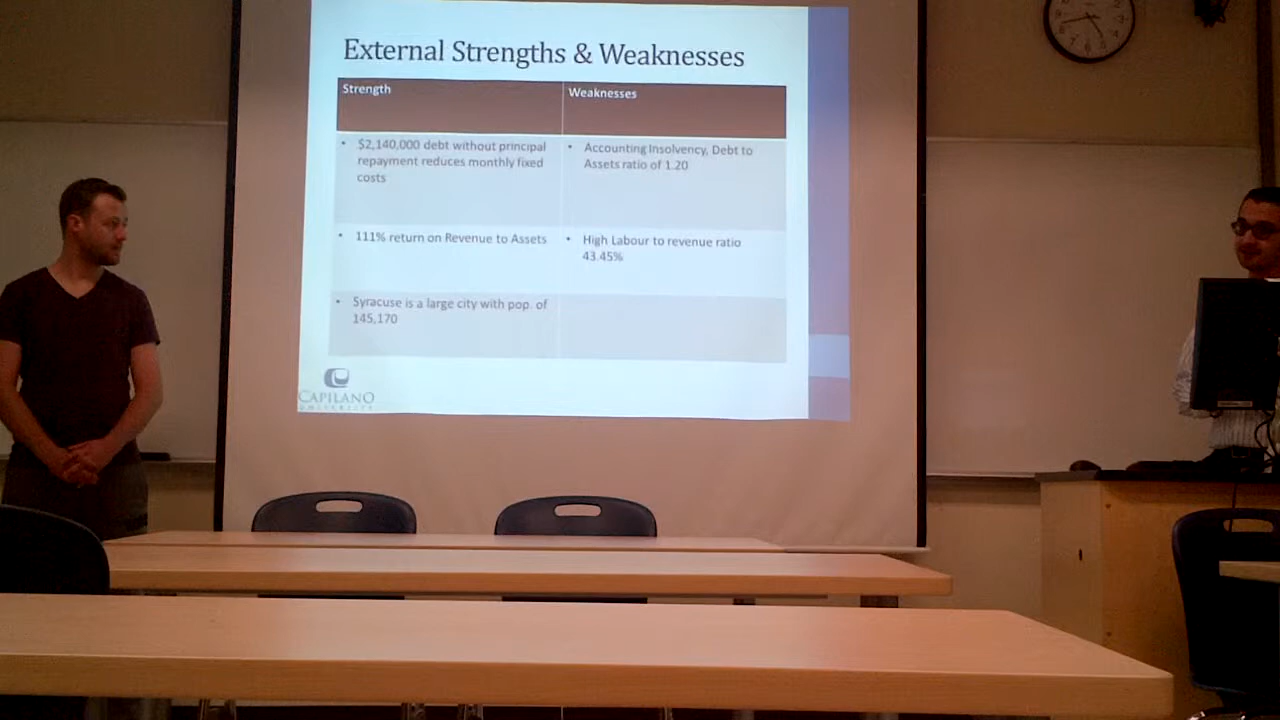 External Strengths & Weaknesses
Strength
Weaknesses
• $2,140,000 debt without principal
repayment reduces monthly fixed
costs
• Accounting Insolvency, Debt to
Assets ratio of 1.20
• 111% return on Revenue to Assets
• High Labour to revenue ratio
43.45%
• Syracuse is a large city with pop. of
145,170
CAPILANO
UNIVERSITY